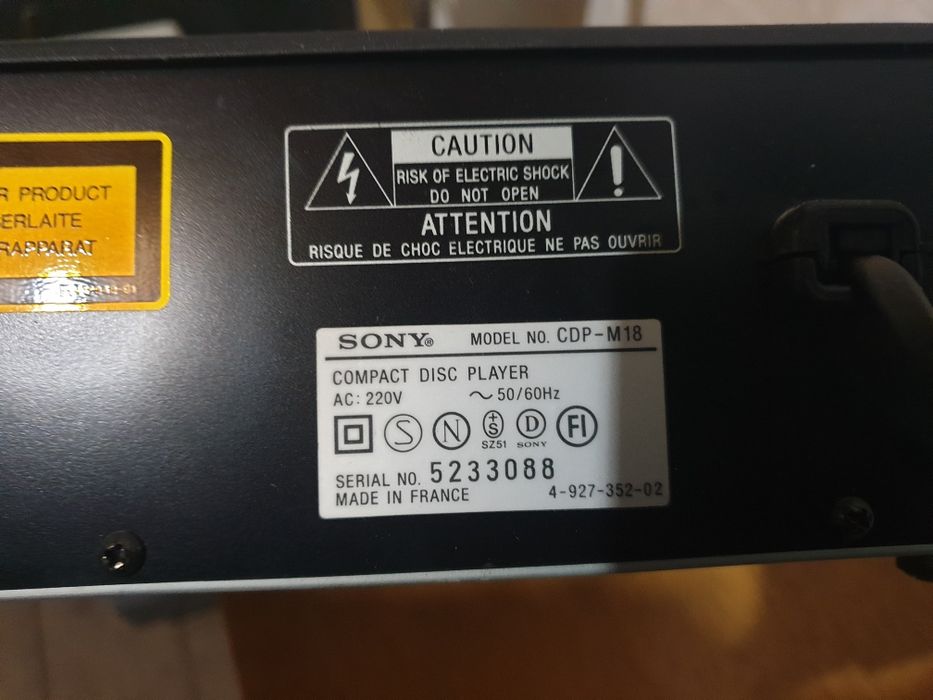 R PRODUCT
SERLAITE
RAPPARAT
CAUTION
RISK OF ELECTRIC SHOCK
DO NOT OPEN
ATTENTION
RISQUE DE CHOC ELECTRIQUE NE PAS OUVRIR
SONY® MODEL NO. CDP-M18
COMPACT DISC PLAYER
AC: 220V ~ 50/60Hz
S N +S D FI
SZ51 SONY
SERIAL NO. 5233088
MADE IN FRANCE 4-927-352-02